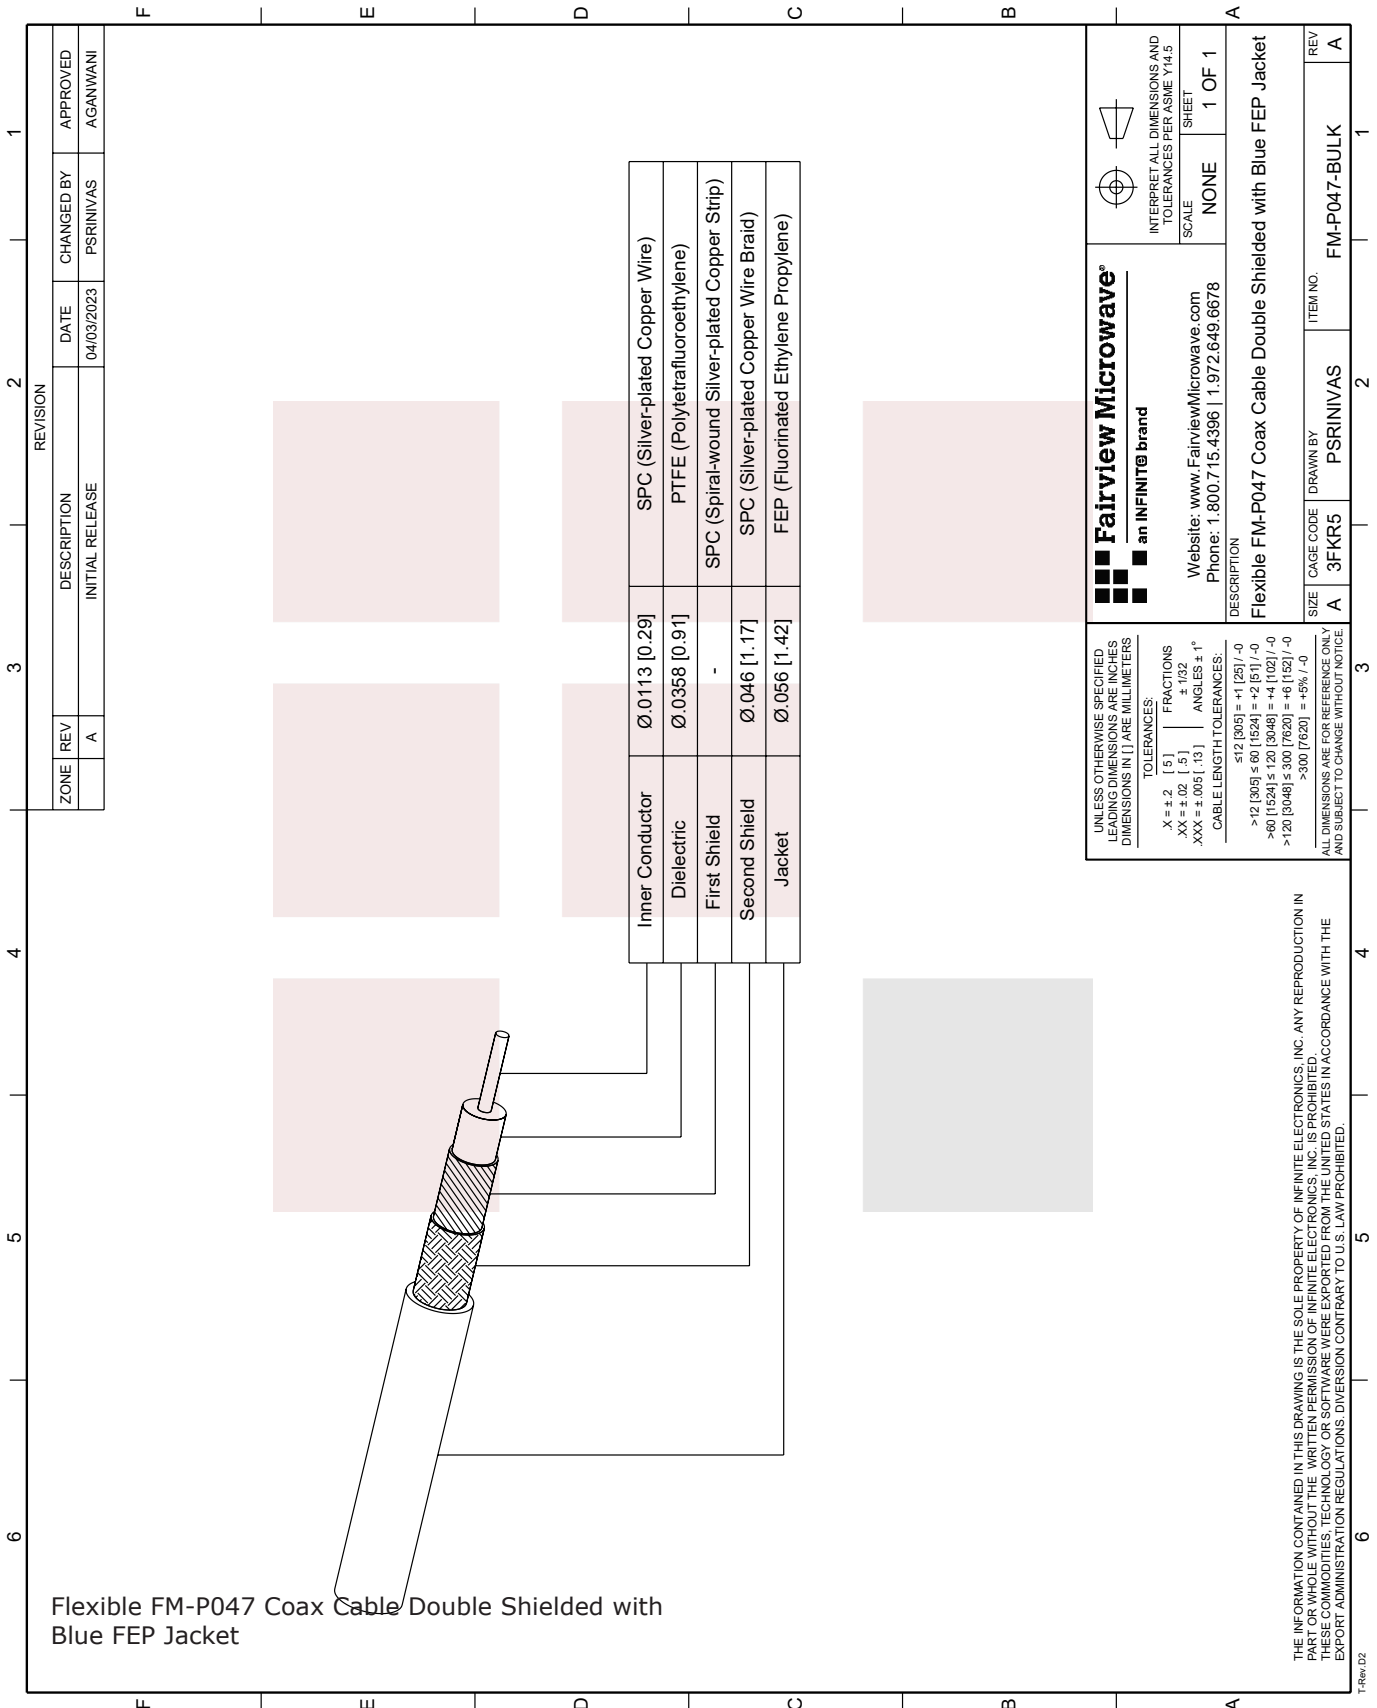 REVISION
ZONE REV DESCRIPTION DATE CHANGED BY APPROVED
A INITIAL RELEASE 04/03/2023 PSRINIVAS AGANWANI
Inner Conductor Ø.0113 [0.29] SPC (Silver-plated Copper Wire)
Dielectric Ø.0358 [0.91] PTFE (Polytetrafluoroethylene)
First Shield - SPC (Spiral-wound Silver-plated Copper Strip)
Second Shield Ø.046 [1.17] SPC (Silver-plated Copper Wire Braid)
Jacket Ø.056 [1.42] FEP (Fluorinated Ethylene Propylene)
UNLESS OTHERWISE SPECIFIED
LEADING DIMENSIONS ARE INCHES
DIMENSIONS IN [ ] ARE MILLIMETERS
TOLERANCES:
.X = ± .2 [ 5 ] FRACTIONS
.XX = ± .02 [ .5 ] ± 1/32
.XXX = ± .005 [ .13 ] ANGLES ± 1°
CABLE LENGTH TOLERANCES:
≤12 [305] = +1 [25] / -0
>12 [305] ≤ 60 [1524] = +2 [51] / -0
>60 [1524] ≤ 120 [3048] = +4 [102] / -0
>120 [3048] ≤ 300 [7620] = +6 [152] / -0
>300 [7620] = +5% / -0
ALL DIMENSIONS ARE FOR REFERENCE ONLY
AND SUBJECT TO CHANGE WITHOUT NOTICE.
Fairview Microwave®
an INFINIT@ brand
Website: www.FairviewMicrowave.com
Phone: 1.800.715.4396 | 1.972.649.6678
INTERPRET ALL DIMENSIONS AND
TOLERANCES PER ASME Y14.5
SCALE SHEET
NONE 1 OF 1
DESCRIPTION
Flexible FM-P047 Coax Cable Double Shielded with Blue FEP Jacket
SIZE CAGE CODE DRAWN BY ITEM NO. REV
A 3FKR5 PSRINIVAS FM-P047-BULK A
THE INFORMATION CONTAINED IN THIS DRAWING IS THE SOLE PROPERTY OF INFINITE ELECTRONICS, INC. ANY REPRODUCTION IN
PART OR WHOLE WITHOUT THE WRITTEN PERMISSION OF INFINITE ELECTRONICS, INC. IS PROHIBITED.
THESE COMMODITIES, TECHNOLOGY OR SOFTWARE WERE EXPORTED FROM THE UNITED STATES IN ACCORDANCE WITH THE
EXPORT ADMINISTRATION REGULATIONS. DIVERSION CONTRARY TO U.S. LAW PROHIBITED.
T-Rev.D2
6 5 4 3 2 1
6 5 4 3 2 1
F E D C B A
F E D C B A
Flexible FM-P047 Coax Cable Double Shielded with
Blue FEP Jacket